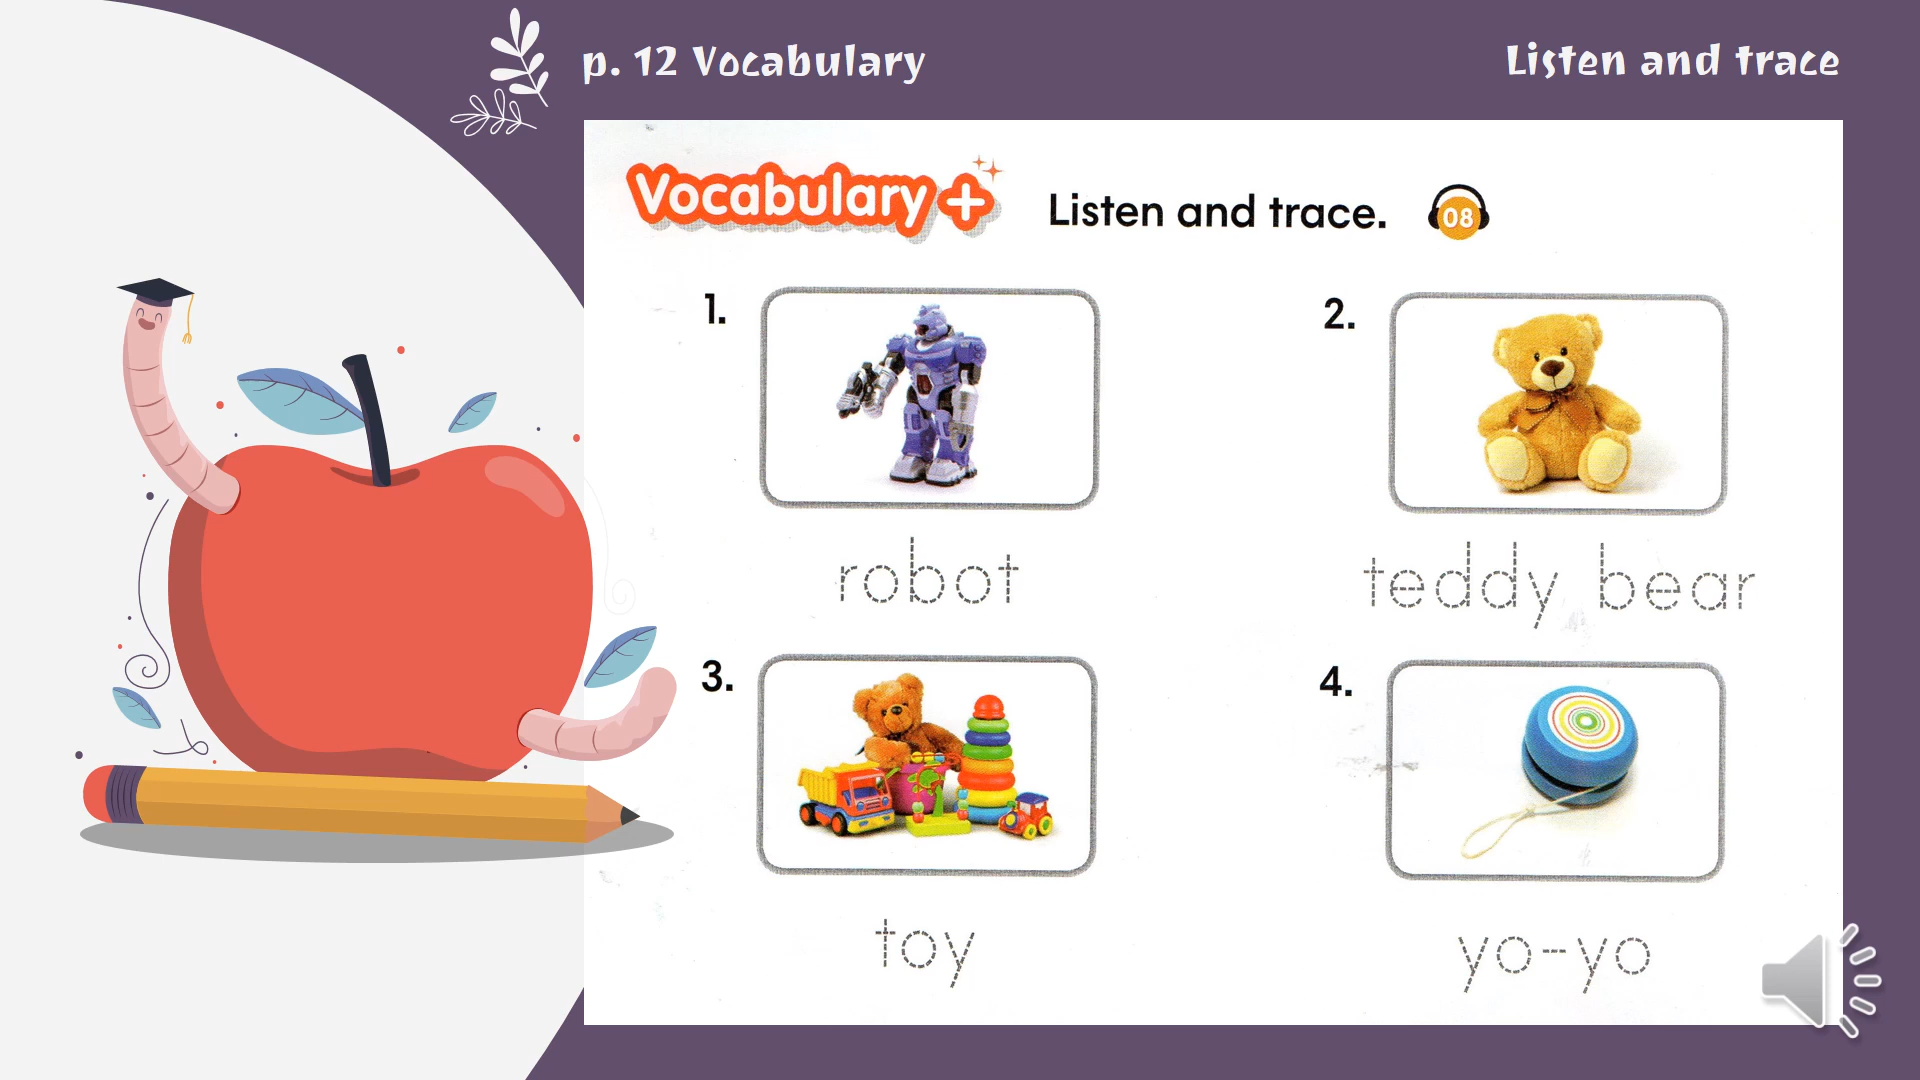 p. 12 Vocabulary
Listen and trace
Vocabulary +
Listen and trace. 08
1.
2.
robot
teddy bear
3.
4.
toy
yo-yo